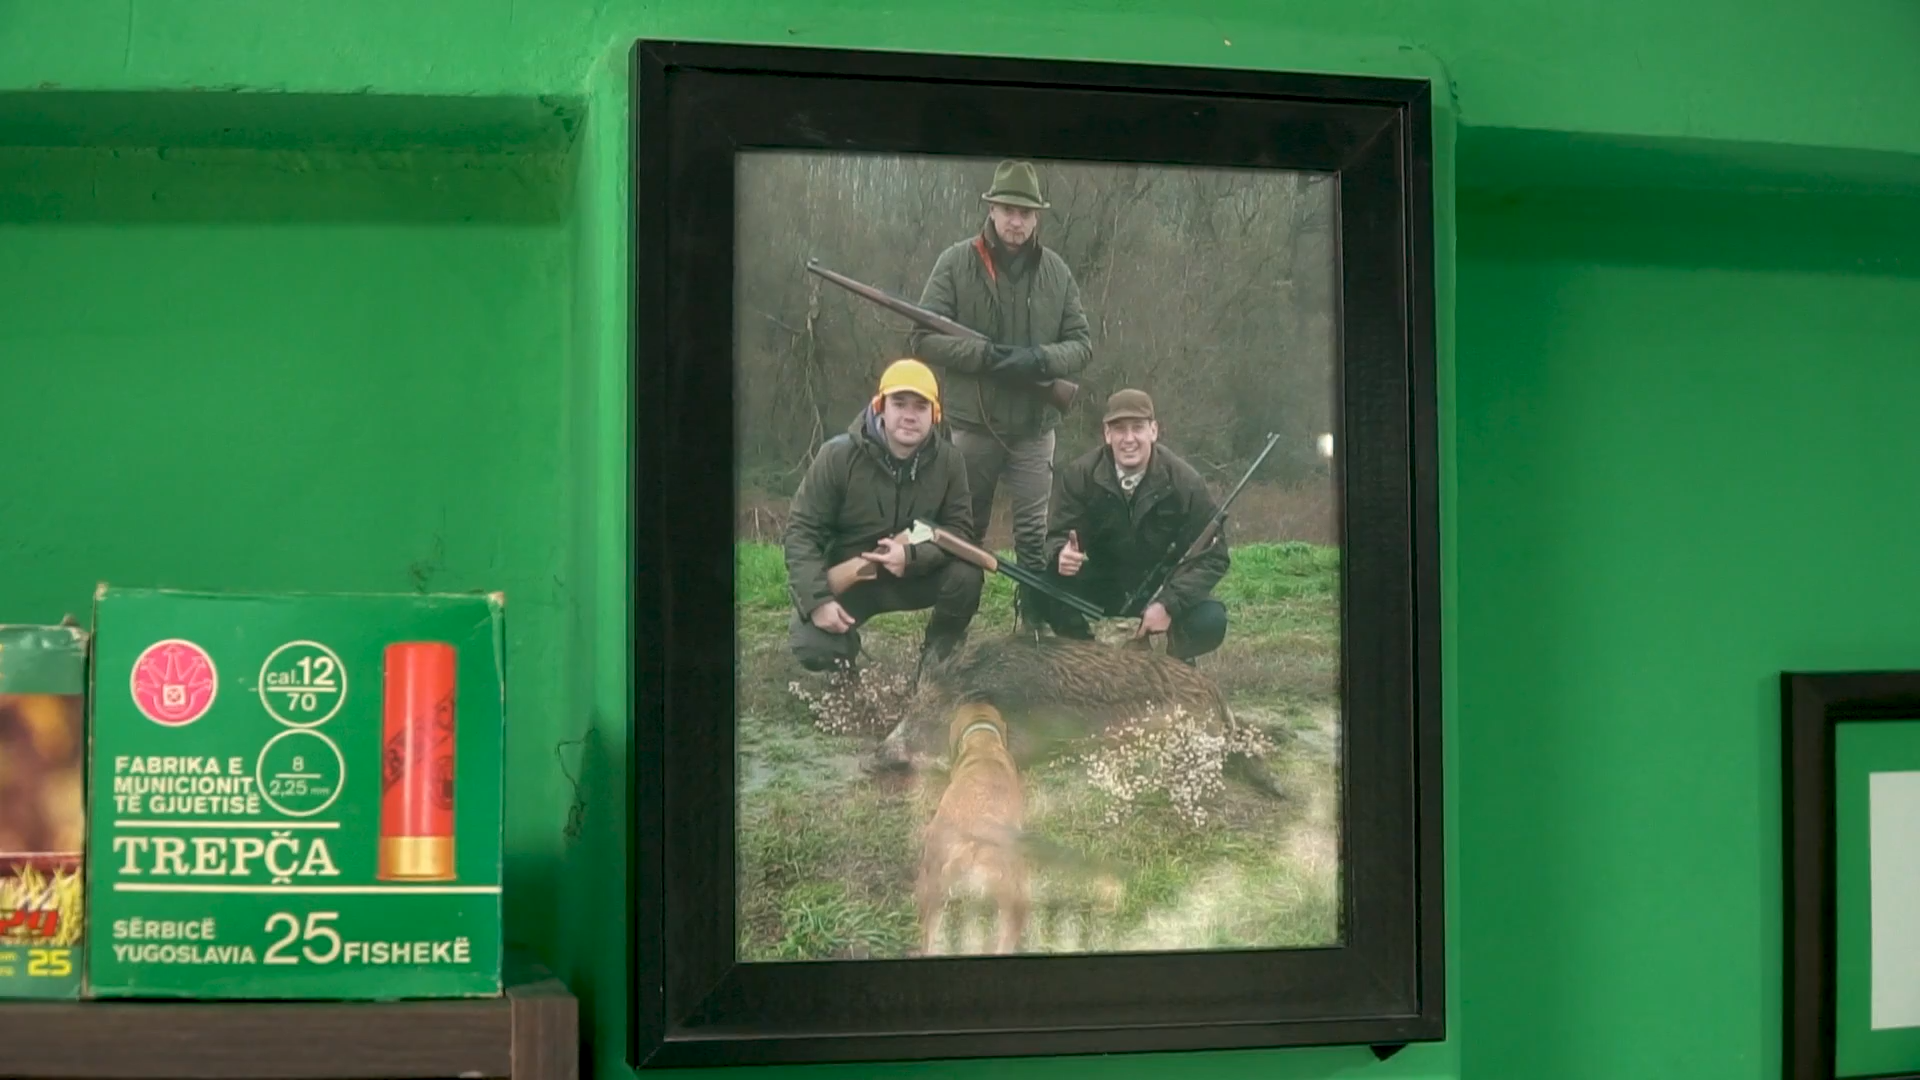 cal.12
70
8
2,25 mm
FABRIKA E
MUNICIONIT
TË GJUETISË
TREPÇA
SËRBICË
YUGOSLAVIA
25 FISHEKË
25